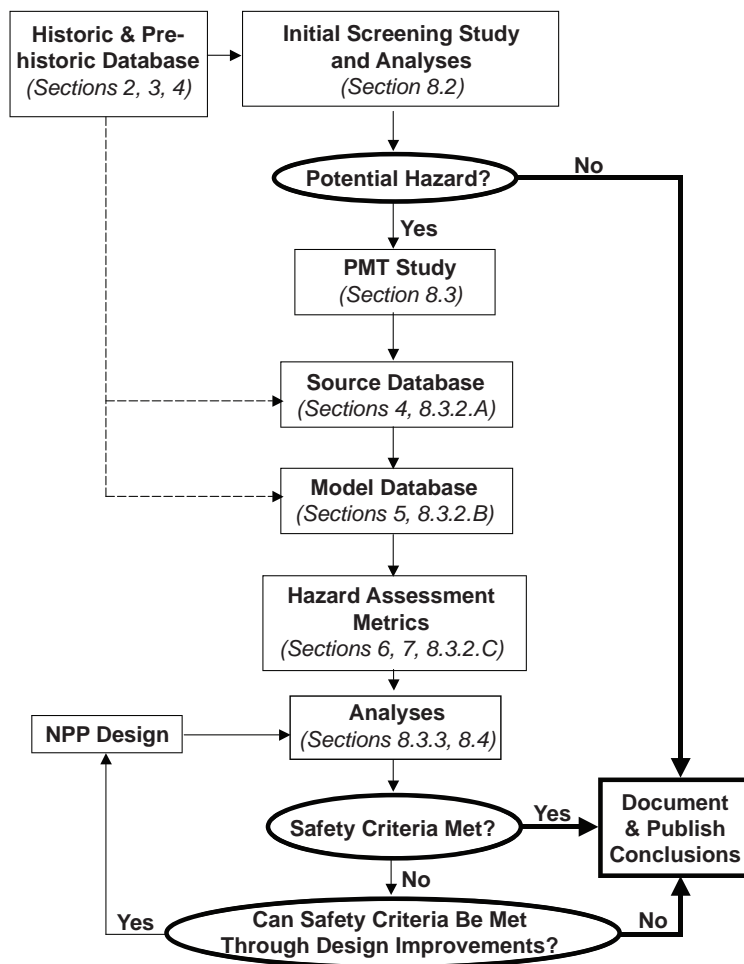 Historic & Pre-
historic Database
(Sections 2, 3, 4)
Initial Screening Study
and Analyses
(Section 8.2)
Potential Hazard?
No
Yes
PMT Study
(Section 8.3)
Source Database
(Sections 4, 8.3.2.A)
Model Database
(Sections 5, 8.3.2.B)
Hazard Assessment
Metrics
(Sections 6, 7, 8.3.2.C)
NPP Design
Analyses
(Sections 8.3.3, 8.4)
Safety Criteria Met?
Yes
Document
& Publish
Conclusions
No
Yes
Can Safety Criteria Be Met
Through Design Improvements?
No